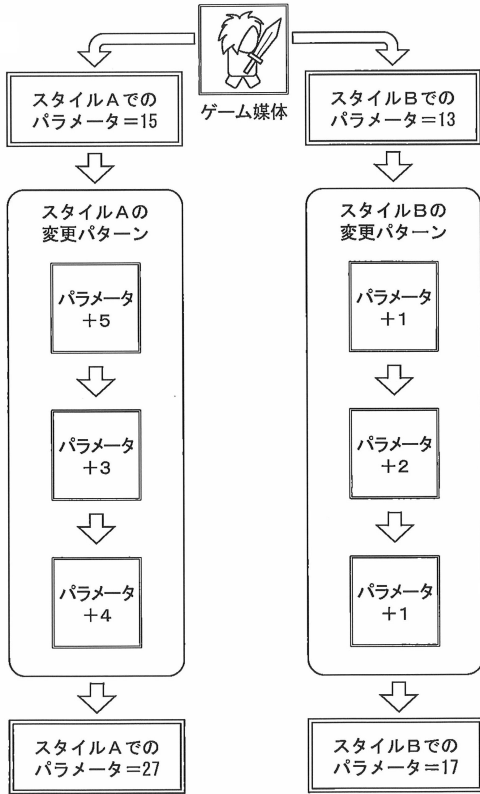 ゲーム媒体
スタイルAでの
パラメータ=15
スタイルAの
変更パターン
パラメータ
+5
パラメータ
+3
パラメータ
+4
スタイルAでの
パラメータ=27
スタイルBでの
パラメータ=13
スタイルBの
変更パターン
パラメータ
+1
パラメータ
+2
パラメータ
+1
スタイルBでの
パラメータ=17